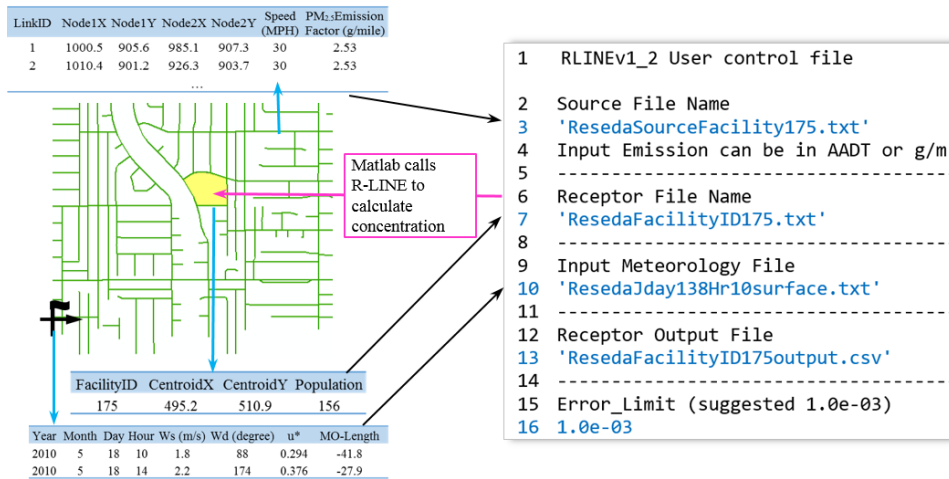 LinkID Node1X Node1Y Node2X Node2Y Speed (MPH) PM2.5Emission Factor (g/mile)
1 1000.5 905.6 985.1 907.3 30 2.53
2 1010.4 901.2 926.3 903.7 30 2.53
...
Matlab calls
R-LINE to
calculate
concentration
FacilityID CentroidX CentroidY Population
175 495.2 510.9 156
Year Month Day Hour Ws (m/s) Wd (degree) u* MO-Length
2010 5 18 10 1.8 88 0.294 -41.8
2010 5 18 14 2.2 174 0.376 -27.9
1 RLINEv1_2 User control file
2 Source File Name
3 'ResedaSourceFacility175.txt'
4 Input Emission can be in AADT or g/m
5 ------------------------------------
6 Receptor File Name
7 'ResedaFacilityID175.txt'
8 ------------------------------------
9 Input Meteorology File
10 'ResedaJday138Hr10surface.txt'
11 ------------------------------------
12 Receptor Output File
13 'ResedaFacilityID175output.csv'
14 ------------------------------------
15 Error_Limit (suggested 1.0e-03)
16 1.0e-03